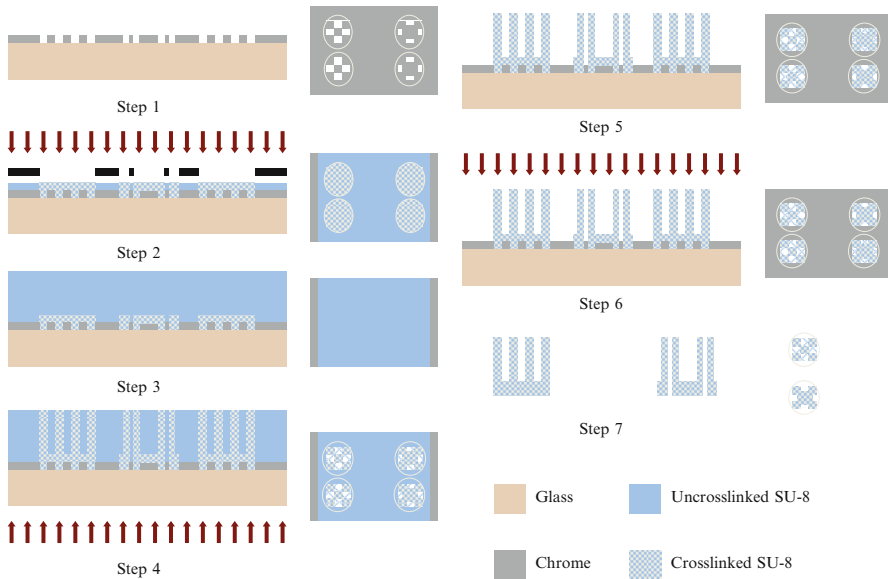 Step 1
Step 2
Step 3
Step 4
Step 5
Step 6
Step 7
Glass
Uncrosslinked SU-8
Chrome
Crosslinked SU-8